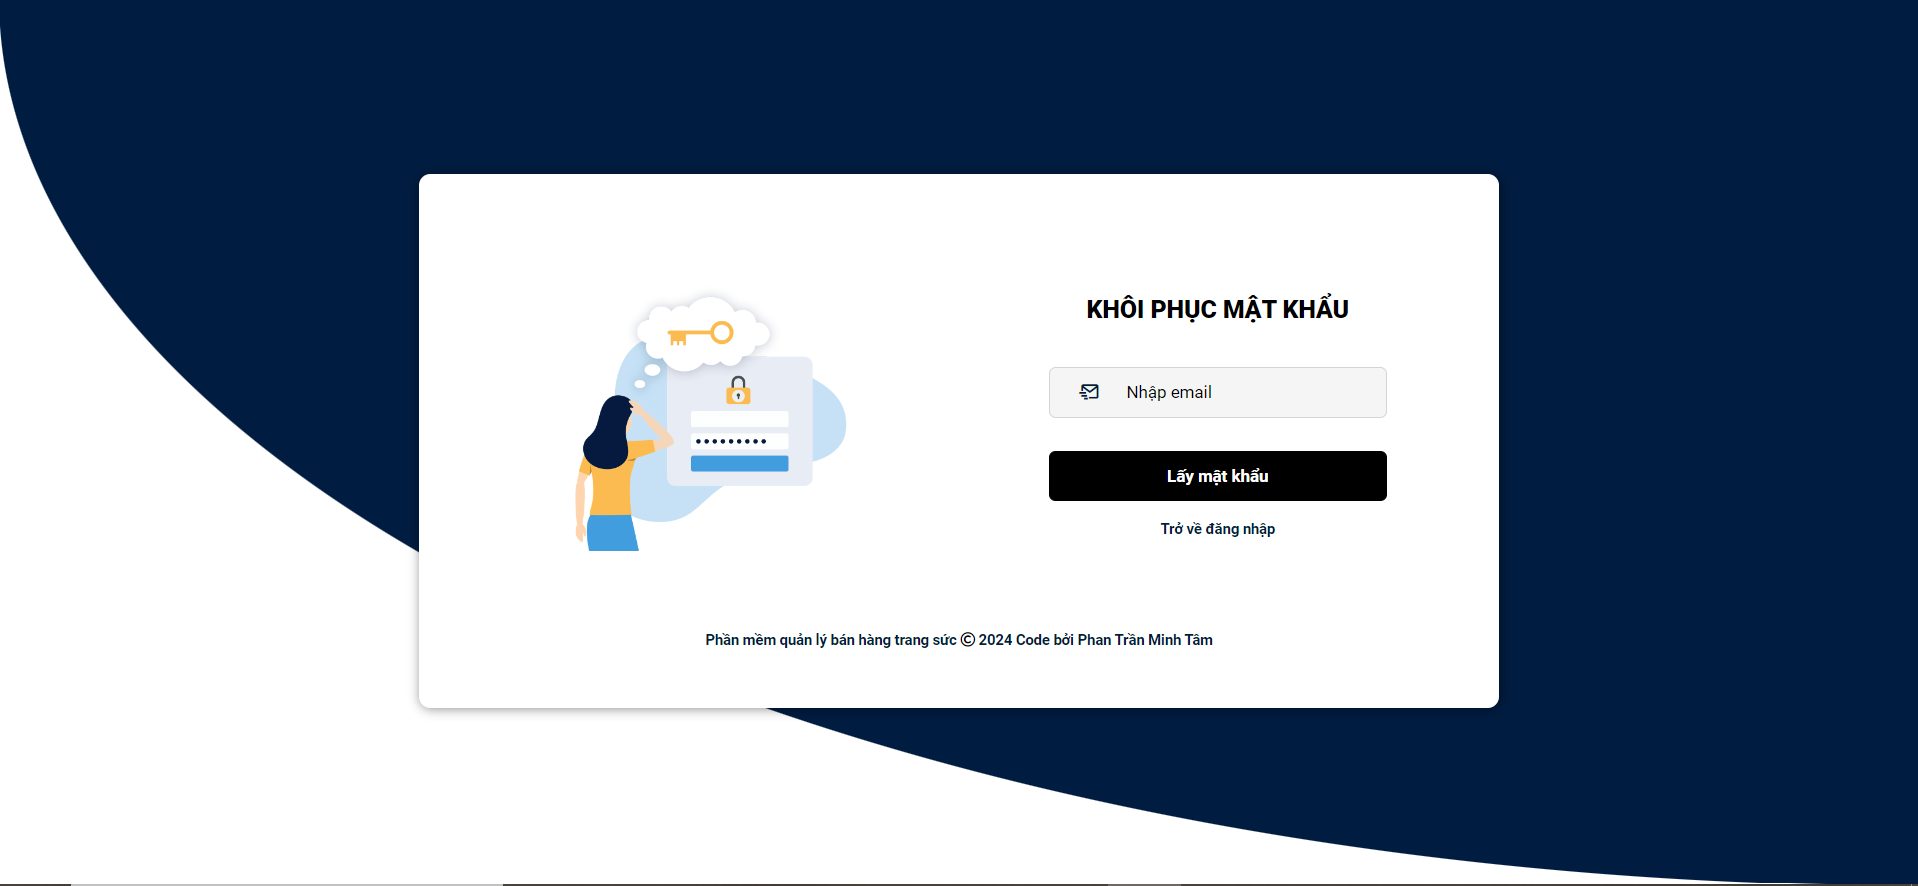 KHÔI PHỤC MẬT KHẨU
Nhập email
Lấy mật khẩu
Trở về đăng nhập
Phần mềm quản lý bán hàng trang sức © 2024 Code bởi Phan Trần Minh Tâm